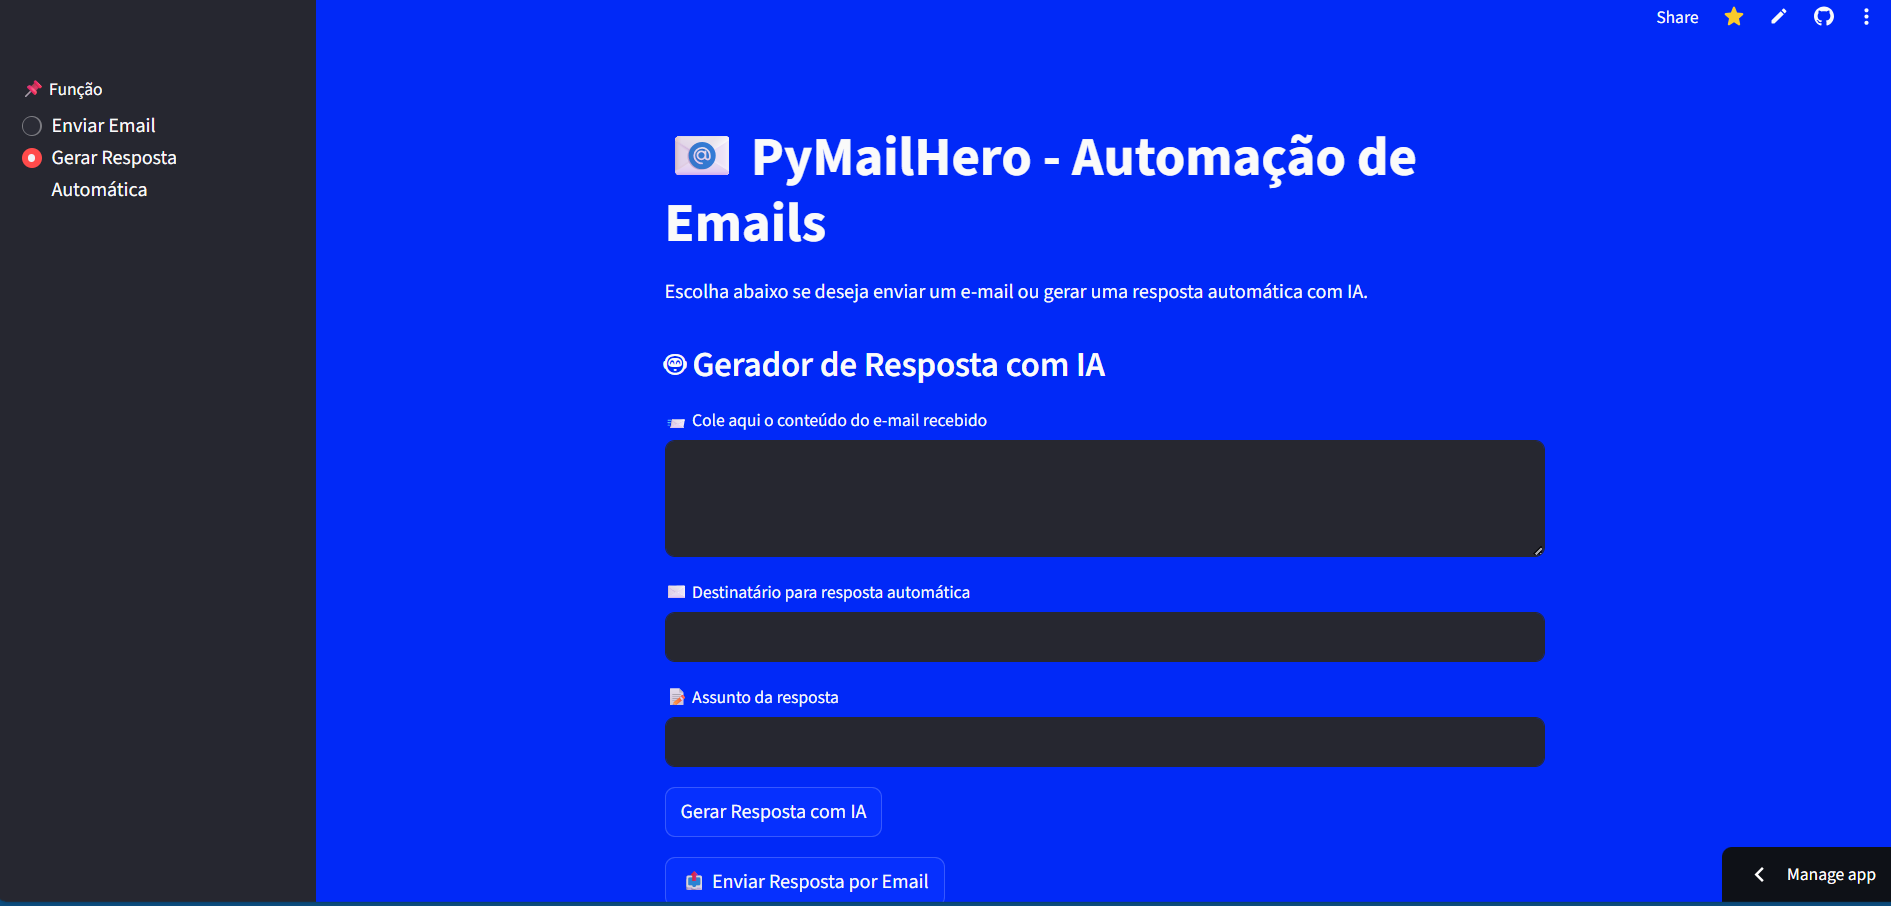 Share
Função
Enviar Email
Gerar Resposta
Automática
PyMailHero - Automação de
Emails
Escolha abaixo se deseja enviar um e-mail ou gerar uma resposta automática com IA.
Gerador de Resposta com IA
Cole aqui o conteúdo do e-mail recebido
Destinatário para resposta automática
Assunto da resposta
Gerar Resposta com IA
Enviar Resposta por Email
Manage app